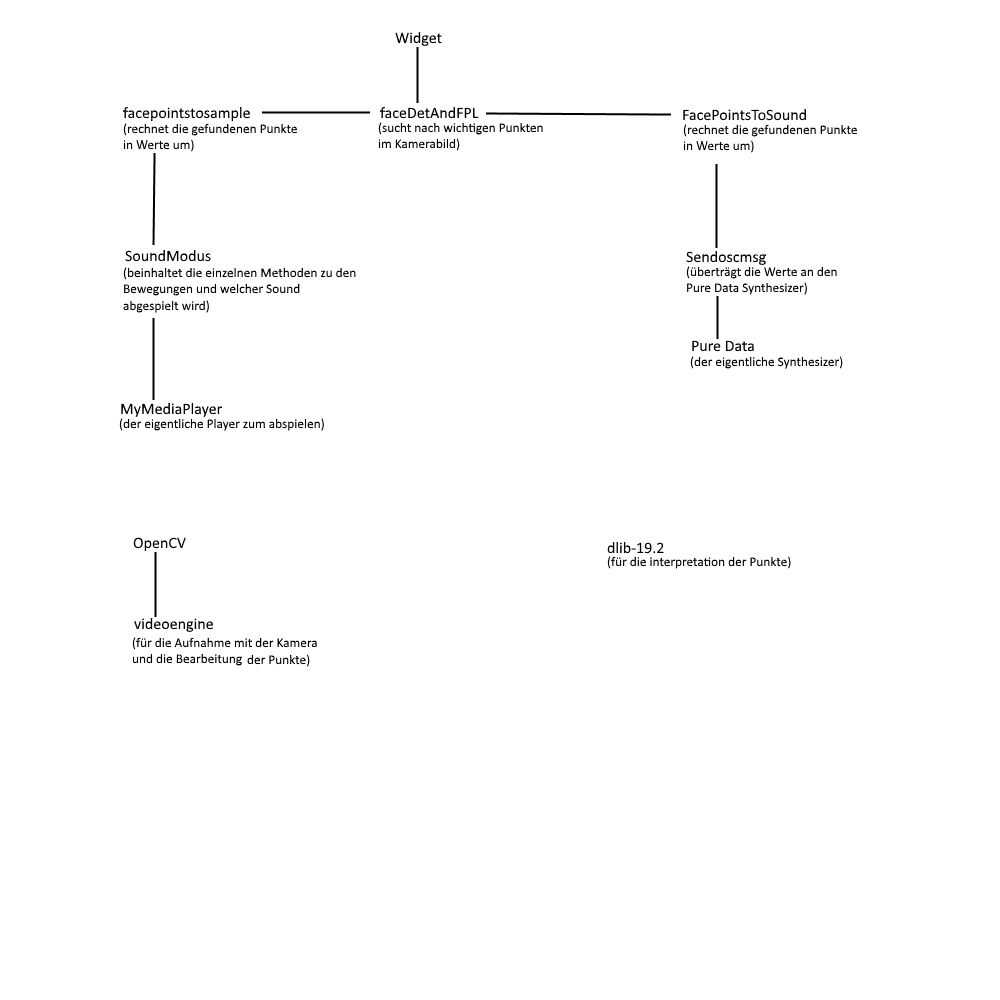 Widget
facepointstosample
(rechnet die gefundenen Punkte
in Werte um)
faceDetAndFPL
(sucht nach wichtigen Punkten
im Kamerabild)
FacePointsToSound
(rechnet die gefundenen Punkte
in Werte um)
SoundModus
(beinhaltet die einzelnen Methoden zu den
Bewegungen und welcher Sound
abgespielt wird)
Sendoscmsg
(überträgt die Werte an den
Pure Data Synthesizer)
Pure Data
(der eigentliche Synthesizer)
MyMediaPlayer
(der eigentliche Player zum abspielen)
OpenCV
videoengine
(für die Aufnahme mit der Kamera
und die Bearbeitung der Punkte)
dlib-19.2
(für die interpretation der Punkte)